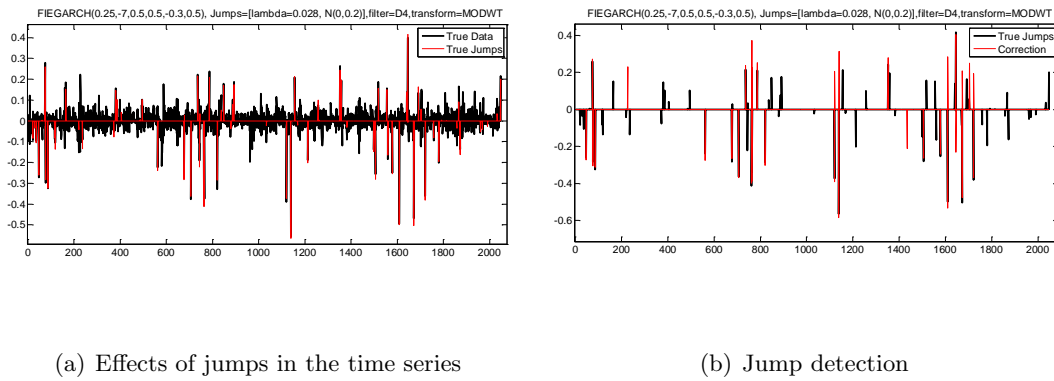 FIEGARCH(0.25,-7,0.5,0.5,-0.3,0.5), Jumps=[lambda=0.028, N(0,0.2)],filter=D4,transform=MODWT
True Data
True Jumps
0.4
0.3
0.2
0.1
0
-0.1
-0.2
-0.3
-0.4
-0.5
0 200 400 600 800 1000 1200 1400 1600 1800 2000
(a) Effects of jumps in the time series
FIEGARCH(0.25,-7,0.5,0.5,-0.3,0.5), Jumps=[lambda=0.028, N(0,0.2)],filter=D4,transform=MODWT
True Jumps
Correction
0.4
0.2
0
-0.2
-0.4
-0.6
0 200 400 600 800 1000 1200 1400 1600 1800 2000
(b) Jump detection